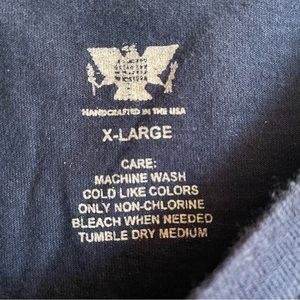 HANDCRAFTED IN THE USA
X-LARGE
CARE:
MACHINE WASH
COLD LIKE COLORS
ONLY NON-CHLORINE
BLEACH WHEN NEEDED
TUMBLE DRY MEDIUM